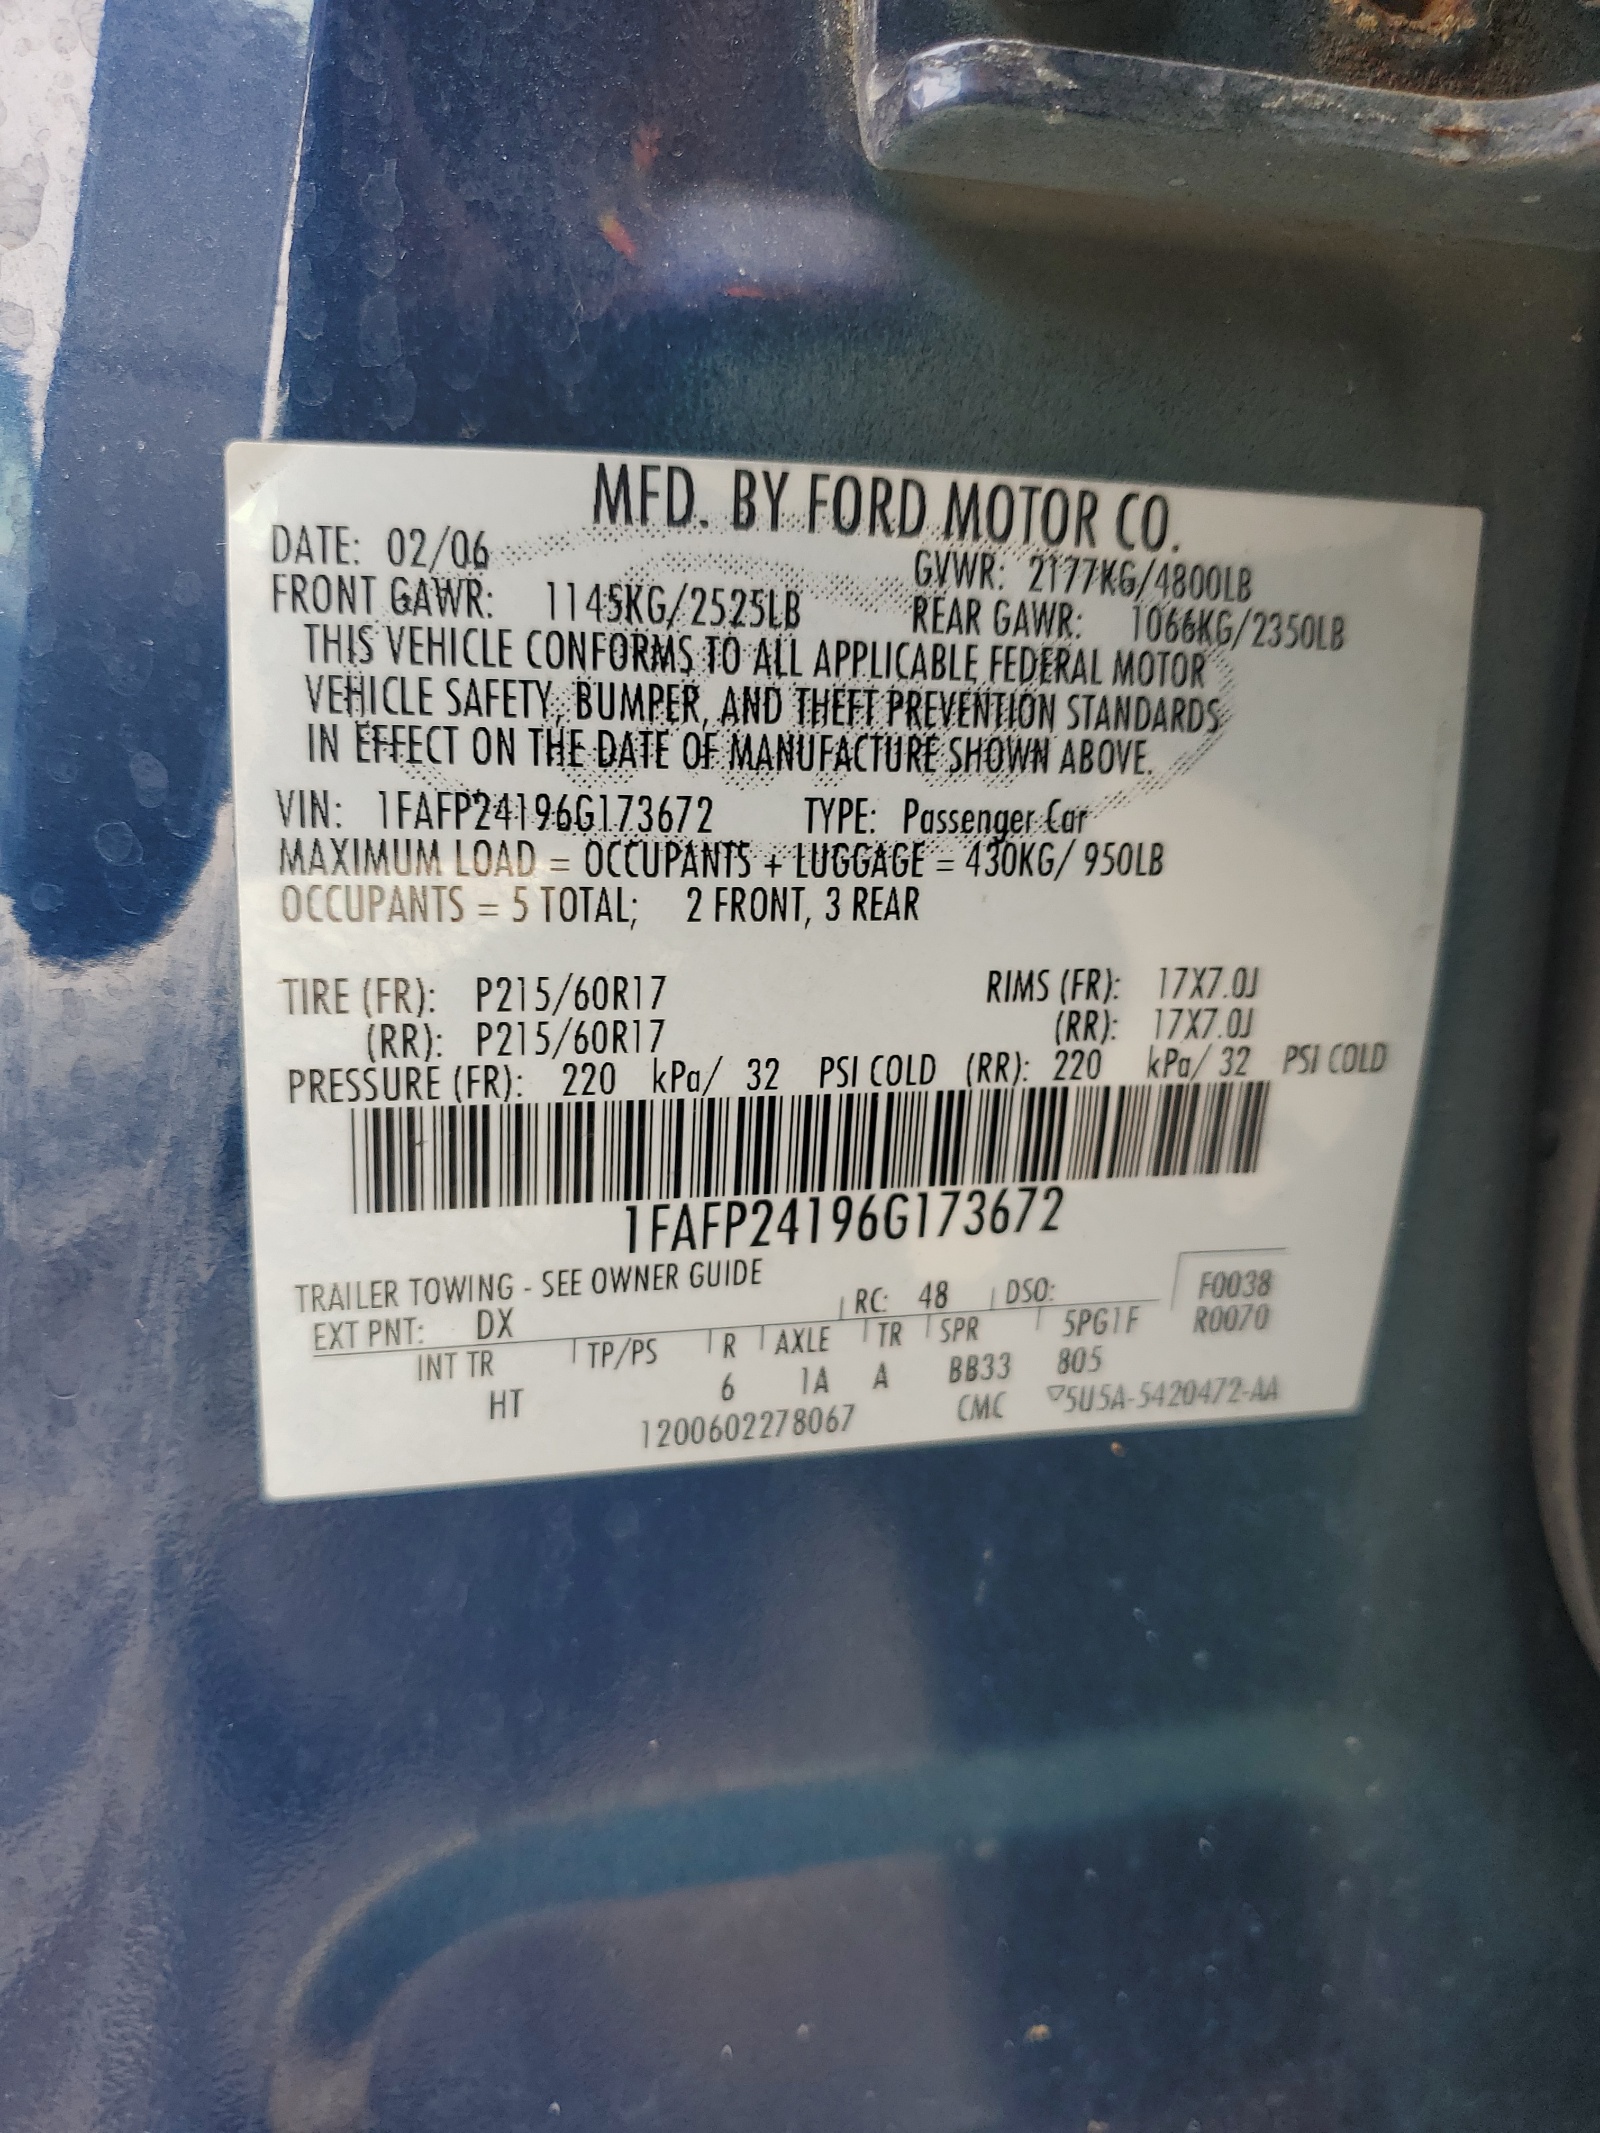 MFD. BY FORD MOTOR CO.
DATE: 02/06 GVWR: 2177KG/4800LB
FRONT GAWR: 1145KG/2525LB REAR GAWR: 1066KG/2350LB
THIS VEHICLE CONFORMS TO ALL APPLICABLE FEDERAL MOTOR
VEHICLE SAFETY, BUMPER, AND THEFT PREVENTION STANDARDS
IN EFFECT ON THE DATE OF MANUFACTURE SHOWN ABOVE.
VIN: 1FAFP24196G173672 TYPE: Passenger Car
MAXIMUM LOAD = OCCUPANTS + LUGGAGE = 430KG/ 950LB
OCCUPANTS = 5 TOTAL; 2 FRONT, 3 REAR
TIRE (FR): P215/60R17 RIMS (FR): 17X7.0J
(RR): P215/60R17 (RR): 17X7.0J
PRESSURE (FR): 220 kPa/ 32 PSI COLD (RR): 220 kPa/ 32 PSI COLD
1FAFP24196G173672
TRAILER TOWING - SEE OWNER GUIDE F0038
EXT PNT: DX RC: 48 DSO: R0070
INT TR TP/PS R AXLE TR SPR 5PG1F
HT 6 1A A BB33 805
1200602278067 CMC ▽5U5A-5420472-AA